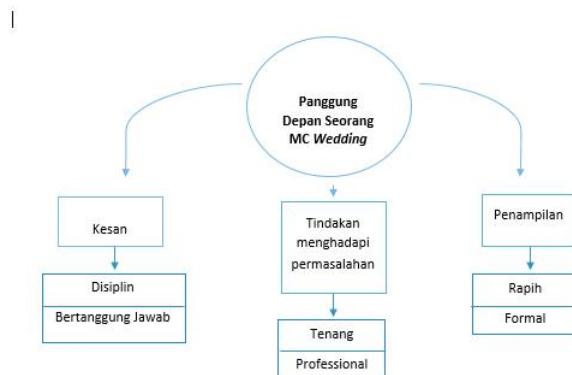 Panggung
Depan Seorang
MC Wedding
Kesan
Tindakan
menghadapi
permasalahan
Penampilan
Disiplin
Bertanggung Jawab
Tenang
Professional
Rapih
Formal